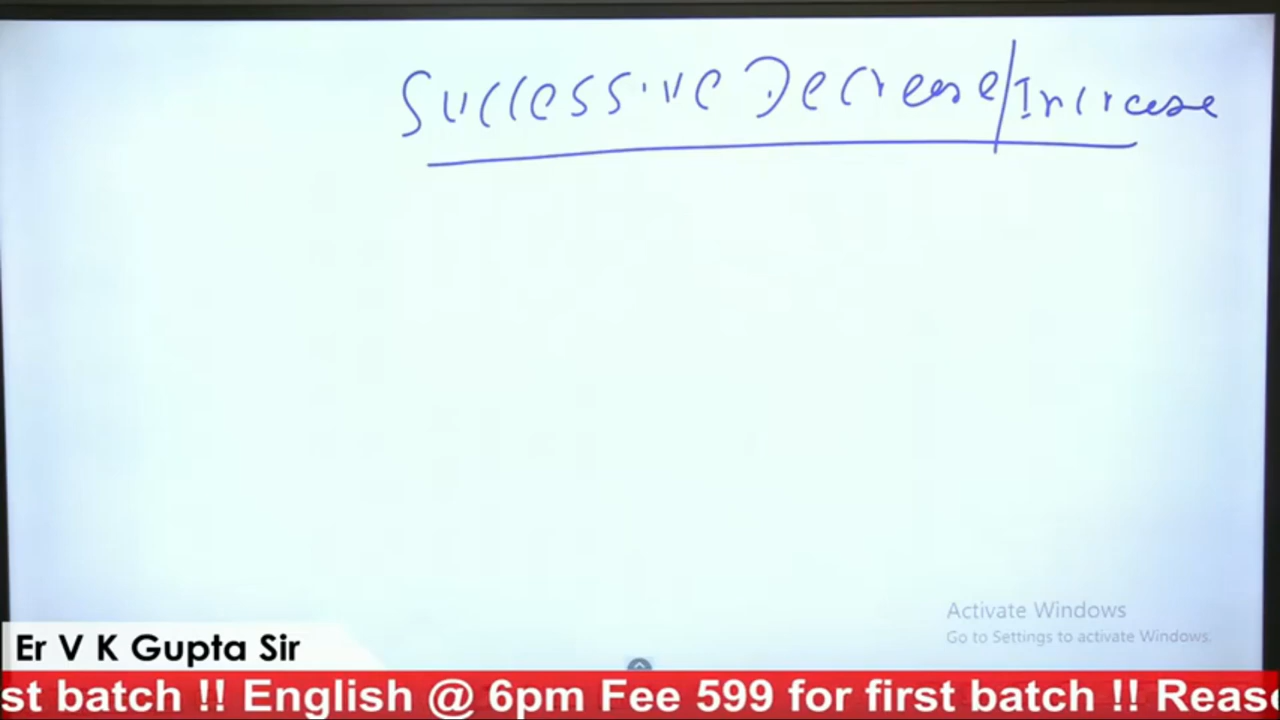 Successive Decrease/Increase
Activate Windows
Go to Settings to activate Windows.
Er V K Gupta Sir
st batch !! English @ 6pm Fee 599 for first batch !! Reas